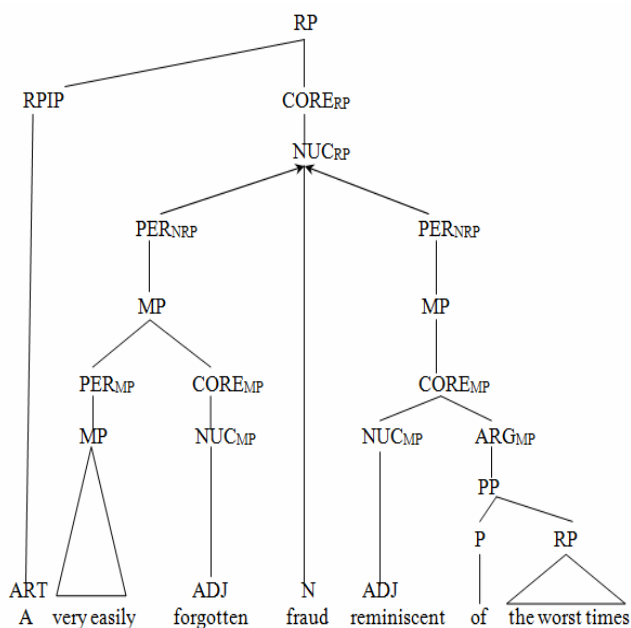 RP
RPIP CORERP
NUCRP
PERNRP PERNRP
MP MP
PERMP COREMP COREMP
MP NUCMP NUCMP ARGMP
PP
P RP
ART ADJ N ADJ
A very easily forgotten fraud reminiscent of the worst times